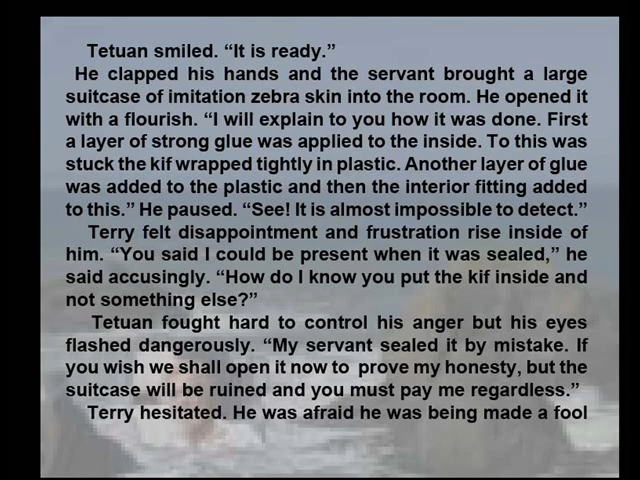 Tetuan smiled. “It is ready.”
He clapped his hands and the servant brought a large
suitcase of imitation zebra skin into the room. He opened it
with a flourish. “I will explain to you how it was done. First
a layer of strong glue was applied to the inside. To this was
stuck the kif wrapped tightly in plastic. Another layer of glue
was added to the plastic and then the interior fitting added
to this.” He paused. “See! It is almost impossible to detect.”
Terry felt disappointment and frustration rise inside of
him. “You said I could be present when it was sealed,” he
said accusingly. “How do I know you put the kif inside and
not something else?”
Tetuan fought hard to control his anger but his eyes
flashed dangerously. “My servant sealed it by mistake. If
you wish we shall open it now to prove my honesty, but the
suitcase will be ruined and you must pay me regardless.”
Terry hesitated. He was afraid he was being made a fool